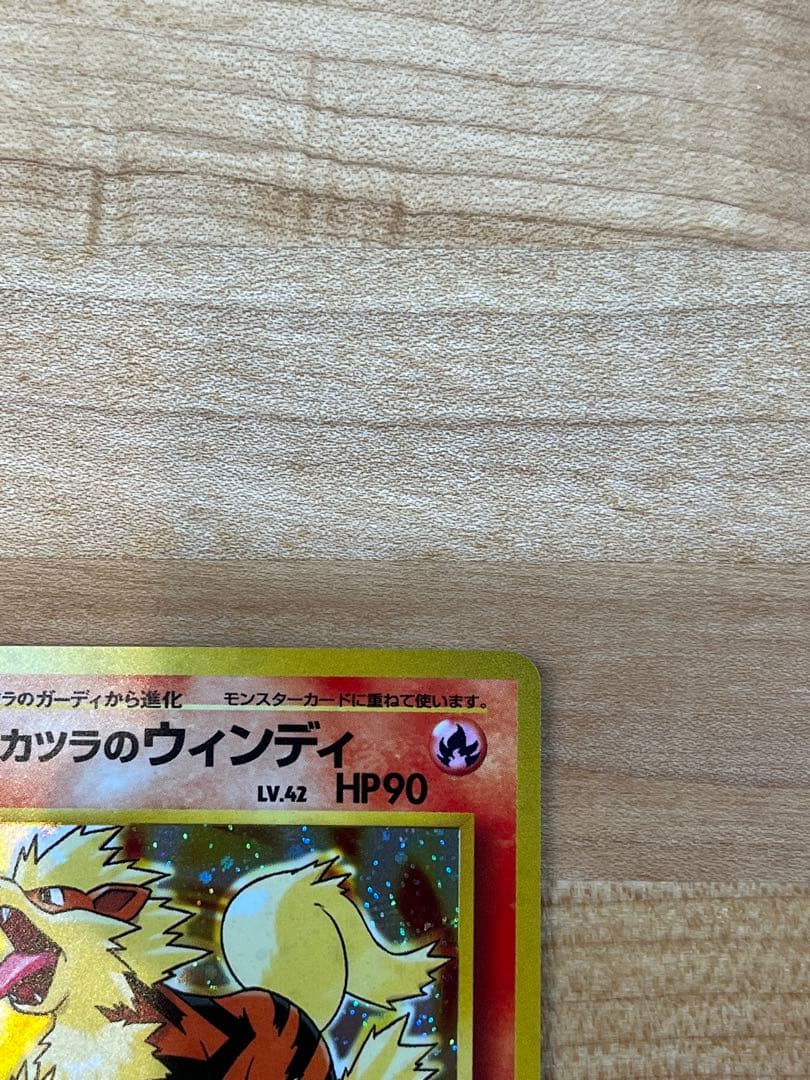 ラのガーディから進化 モンスターカードに重ねて使います。
カツラのウィンディ
LV.42 HP90